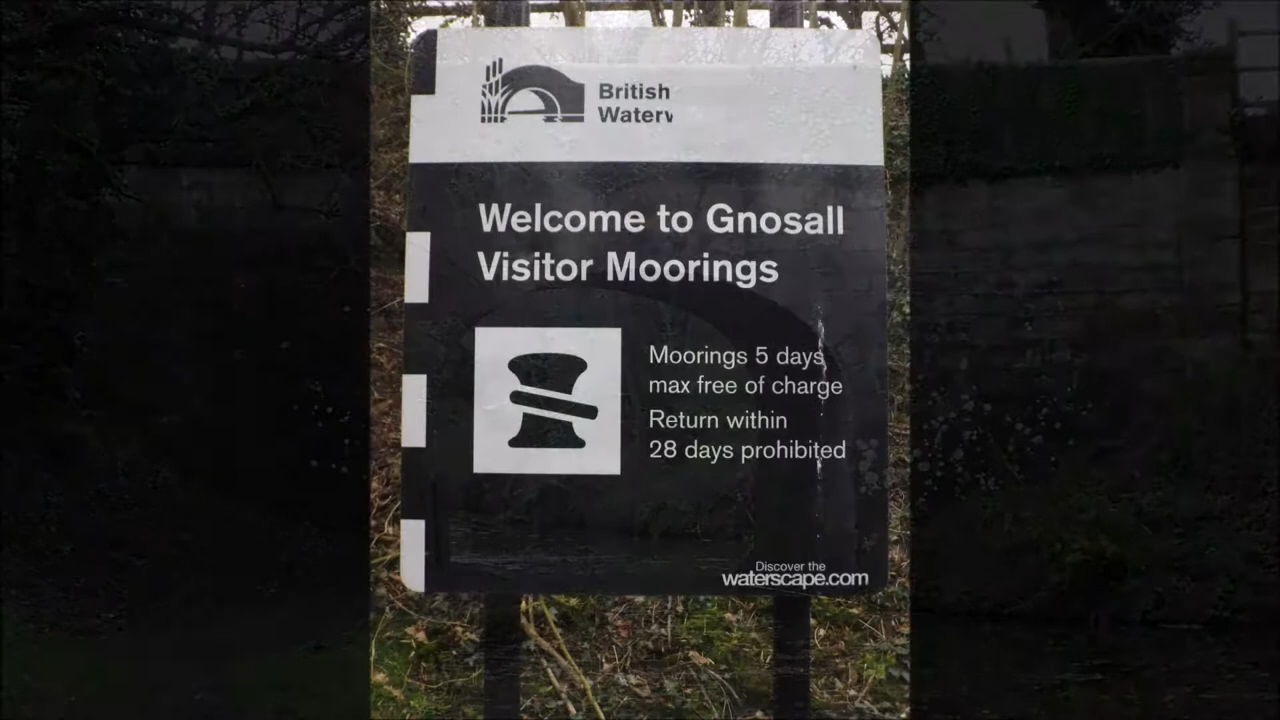 British
Waterv
Welcome to Gnosall
Visitor Moorings
Moorings 5 days
max free of charge
Return within
28 days prohibited
Discover the
waterscape.com